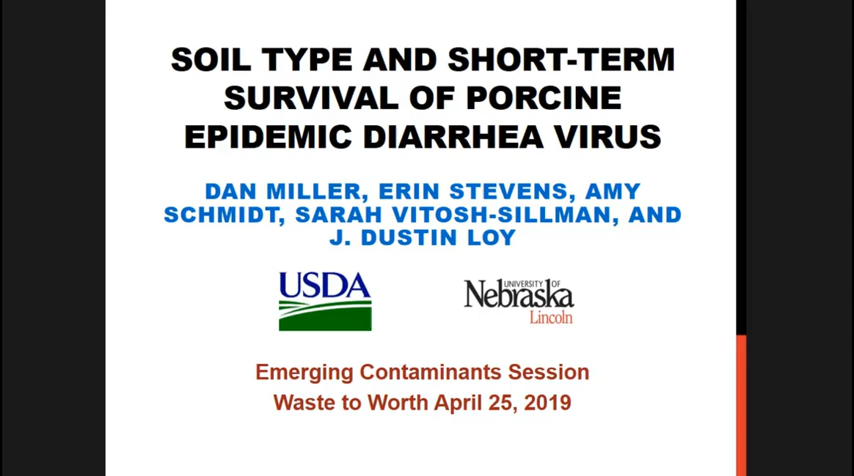 SOIL TYPE AND SHORT-TERM
SURVIVAL OF PORCINE
EPIDEMIC DIARRHEA VIRUS
DAN MILLER, ERIN STEVENS, AMY
SCHMIDT, SARAH VITOSH-SILLMAN, AND
J. DUSTIN LOY
USDA
UNIVERSITY OF
Nebraska
Lincoln
Emerging Contaminants Session
Waste to Worth April 25, 2019